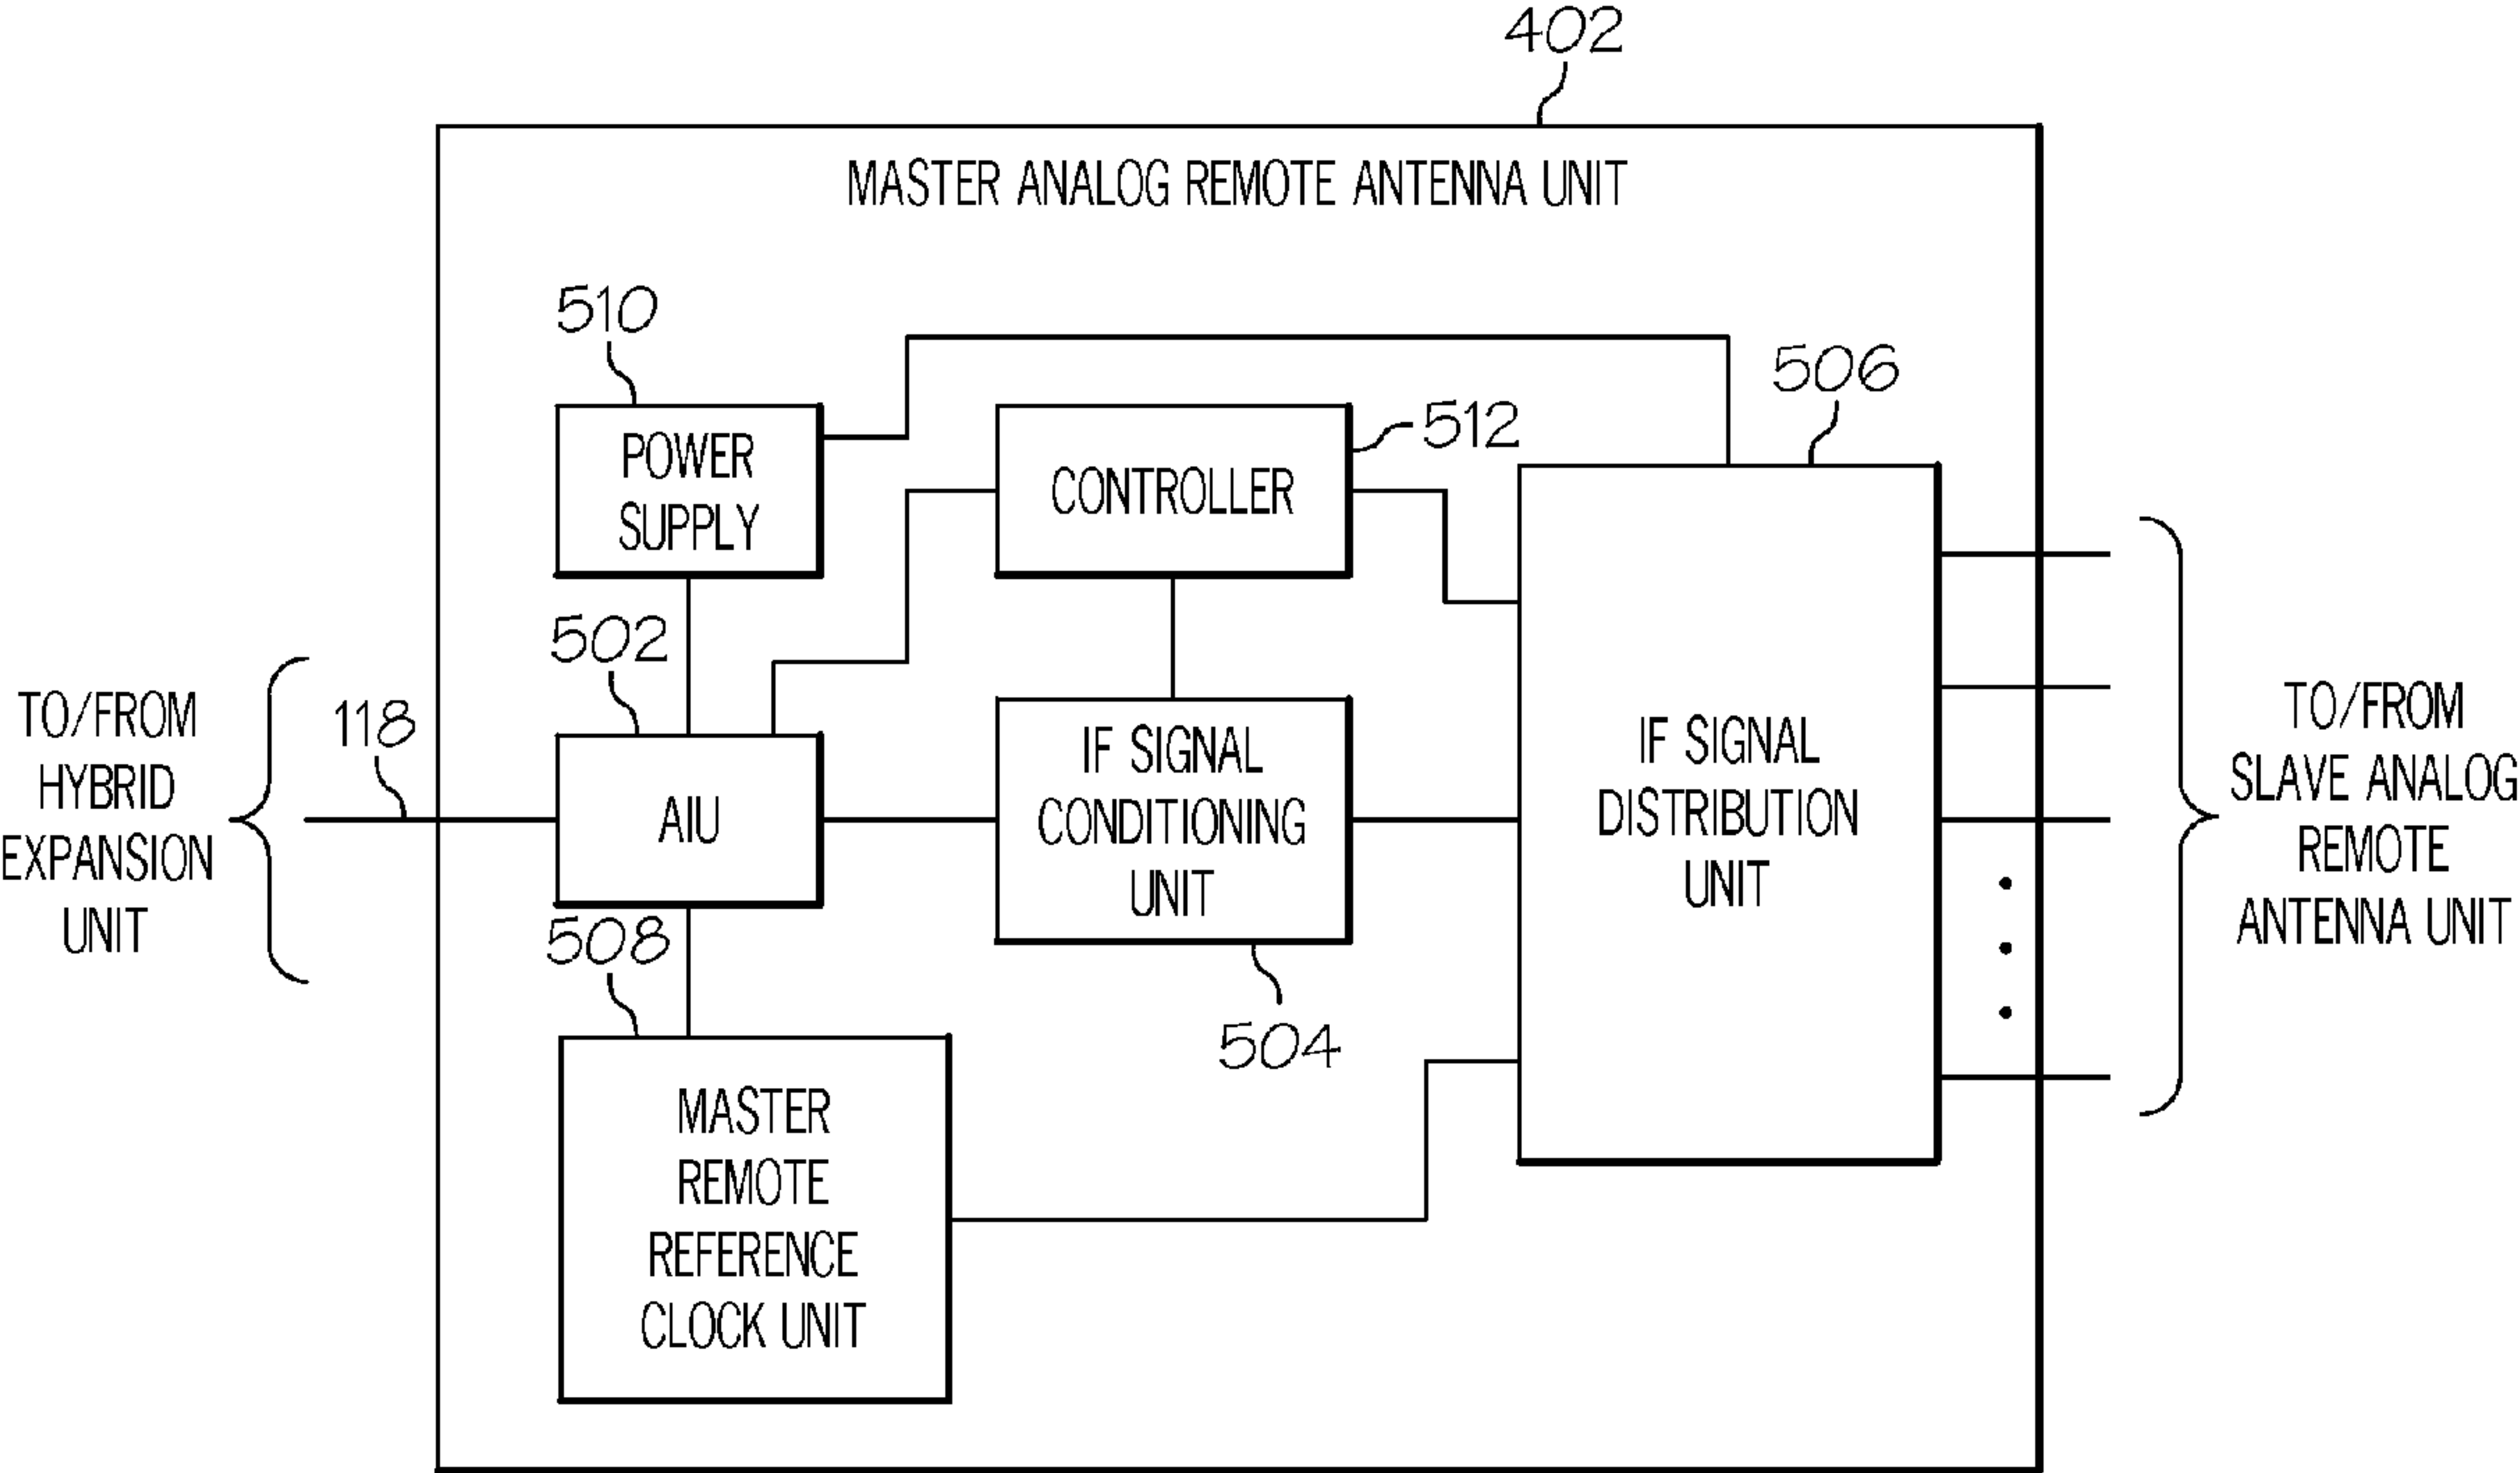 402
MASTER ANALOG REMOTE ANTENNA UNIT
510
POWER
SUPPLY
512
CONTROLLER
506
IF SIGNAL
DISTRIBUTION
UNIT
502
AIU
IF SIGNAL
CONDITIONING
UNIT
504
508
MASTER
REMOTE
REFERENCE
CLOCK UNIT
118
TO/FROM
HYBRID
EXPANSION
UNIT
TO/FROM
SLAVE ANALOG
REMOTE
ANTENNA UNIT